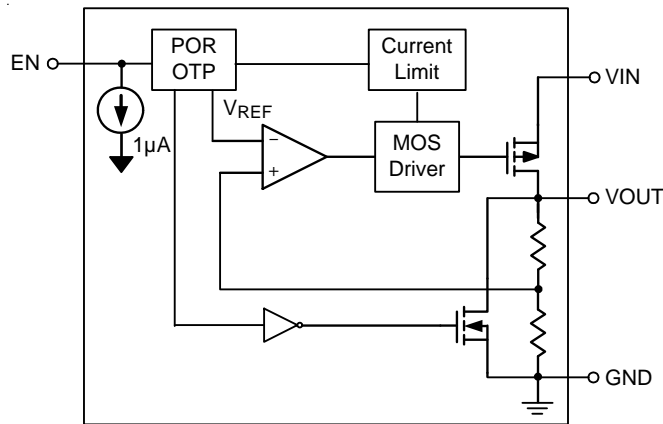 EN
POR
OTP
Current
Limit
VIN
1µA
VREF
−
+
MOS
Driver
VOUT
GND